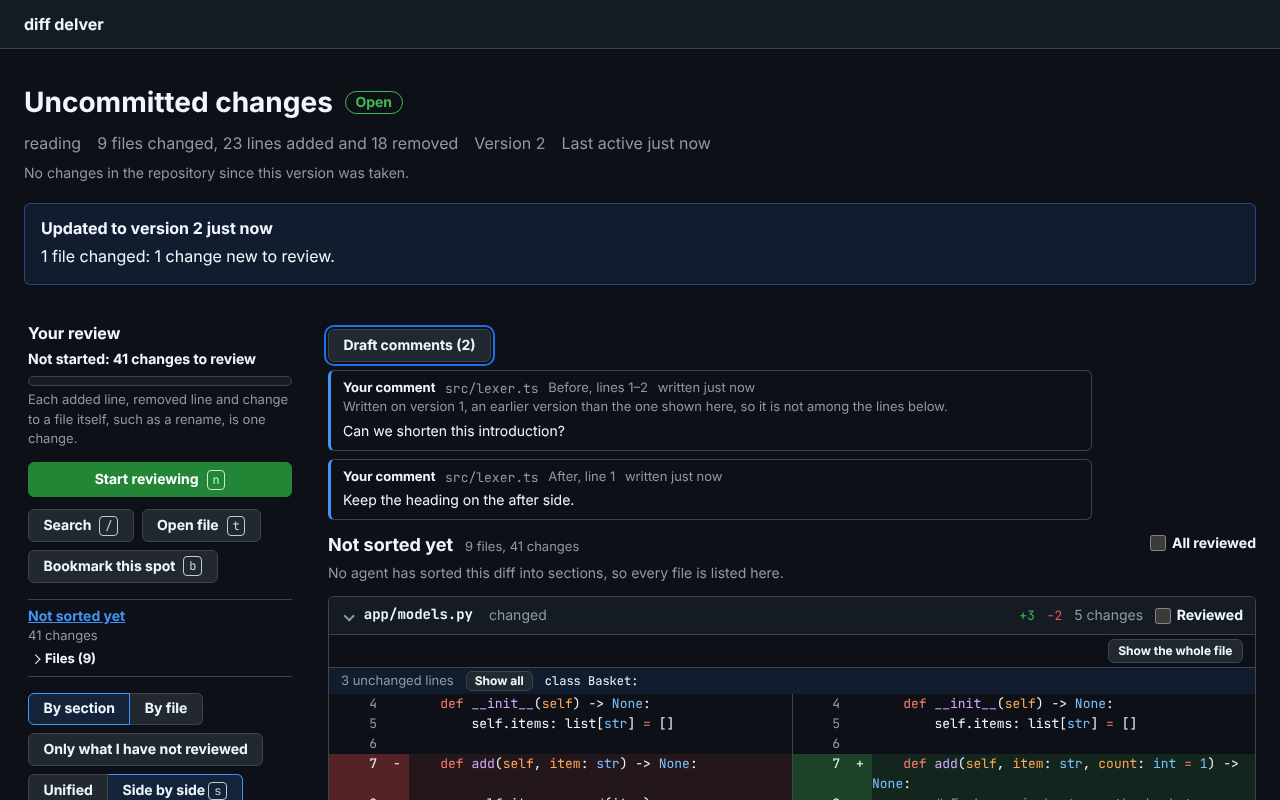 diff delver
Uncommitted changes Open
reading 9 files changed, 23 lines added and 18 removed Version 2 Last active just now
No changes in the repository since this version was taken.
Updated to version 2 just now
1 file changed: 1 change new to review.
Your review
Not started: 41 changes to review
Each added line, removed line and change
to a file itself, such as a rename, is one
change.
Start reviewing n
Search / Open file t
Bookmark this spot b
Not sorted yet
41 changes
Files (9)
By section By file
Only what I have not reviewed
Unified Side by side s
Draft comments (2)
Your comment src/lexer.ts Before, lines 1–2 written just now
Written on version 1, an earlier version than the one shown here, so it is not among the lines below.
Can we shorten this introduction?
Your comment src/lexer.ts After, line 1 written just now
Keep the heading on the after side.
Not sorted yet 9 files, 41 changes All reviewed
No agent has sorted this diff into sections, so every file is listed here.
app/models.py changed +3 -2 5 changes Reviewed
Show the whole file
3 unchanged lines Show all class Basket:
4 def __init__(self) -> None: 4 def __init__(self) -> None:
5 self.items: list[str] = [] 5 self.items: list[str] = []
6 6
7 - def add(self, item: str) -> None: 7 + def add(self, item: str, count: int = 1) ->
None: